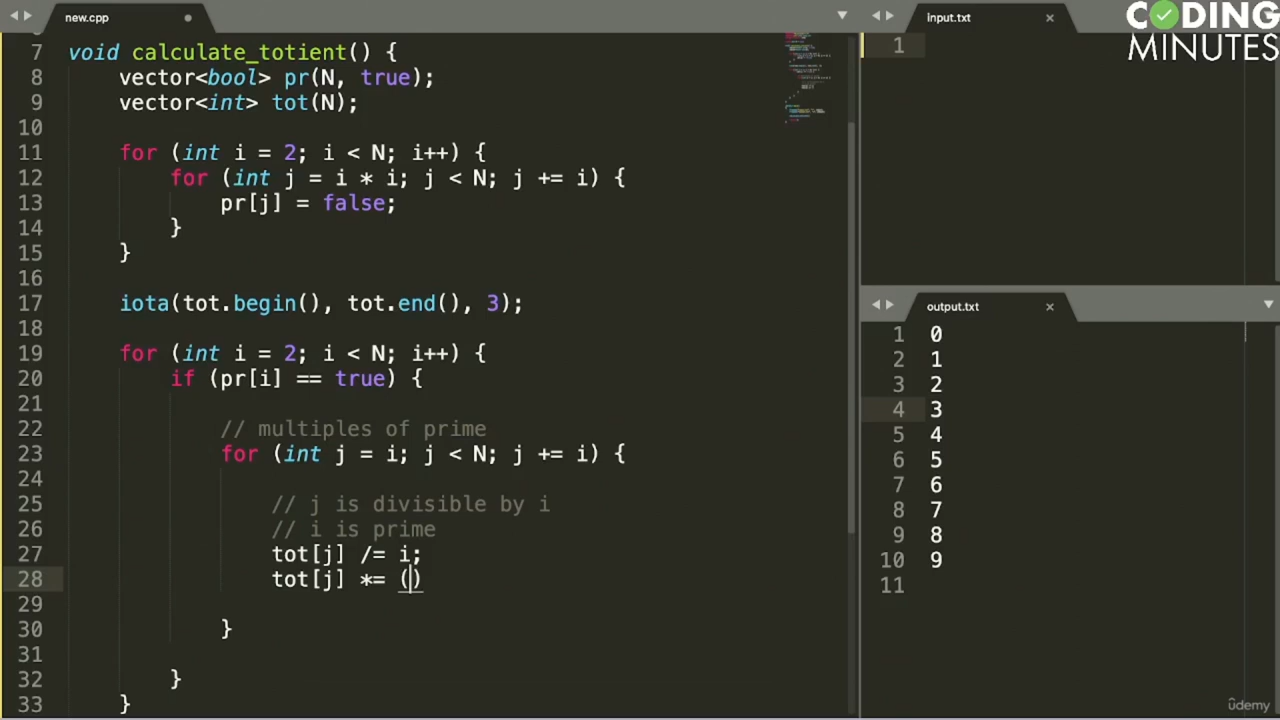 new.cpp
7 void calculate_totient() {
8 vector<bool> pr(N, true);
9 vector<int> tot(N);
10
11 for (int i = 2; i < N; i++) {
12 for (int j = i * i; j < N; j += i) {
13 pr[j] = false;
14 }
15 }
16
17 iota(tot.begin(), tot.end(), 3);
18
19 for (int i = 2; i < N; i++) {
20 if (pr[i] == true) {
21
22 // multiples of prime
23 for (int j = i; j < N; j += i) {
24
25 // j is divisible by i
26 // i is prime
27 tot[j] /= i;
28 tot[j] *= ()
29
30 }
31
32 }
33 }
input.txt
1
CODING
MINUTES
output.txt
1 0
2 1
3 2
4 3
5 4
6 5
7 6
8 7
9 8
10 9
11
udemy